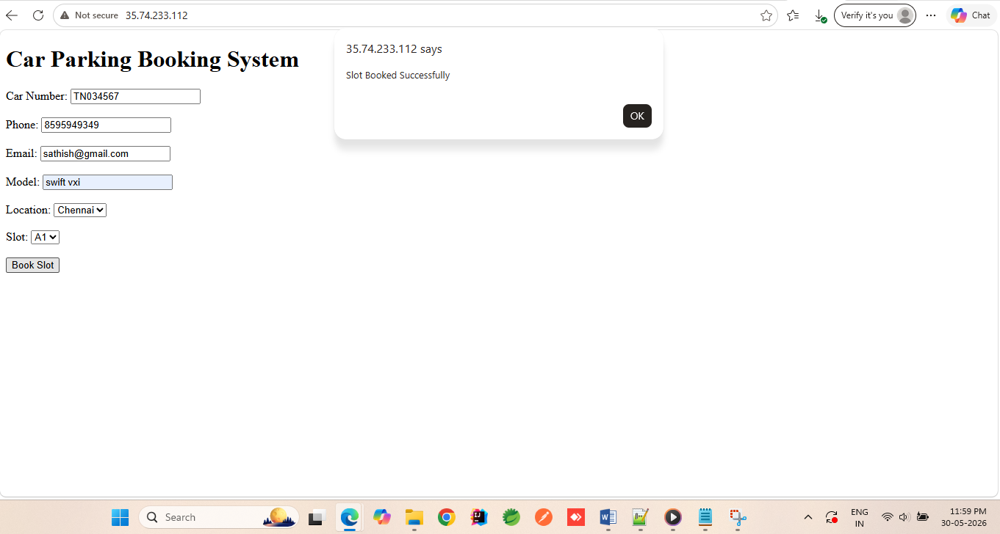 Not secure 35.74.233.112
Verify it's you
Chat
35.74.233.112 says
Slot Booked Successfully
OK
Car Parking Booking System
Car Number: TN034567
Phone: 8595949349
Email: sathish@gmail.com
Model: swift vxi
Location: Chennai
Slot: A1
Book Slot
Search
ENG
IN
11:59 PM
30-05-2026